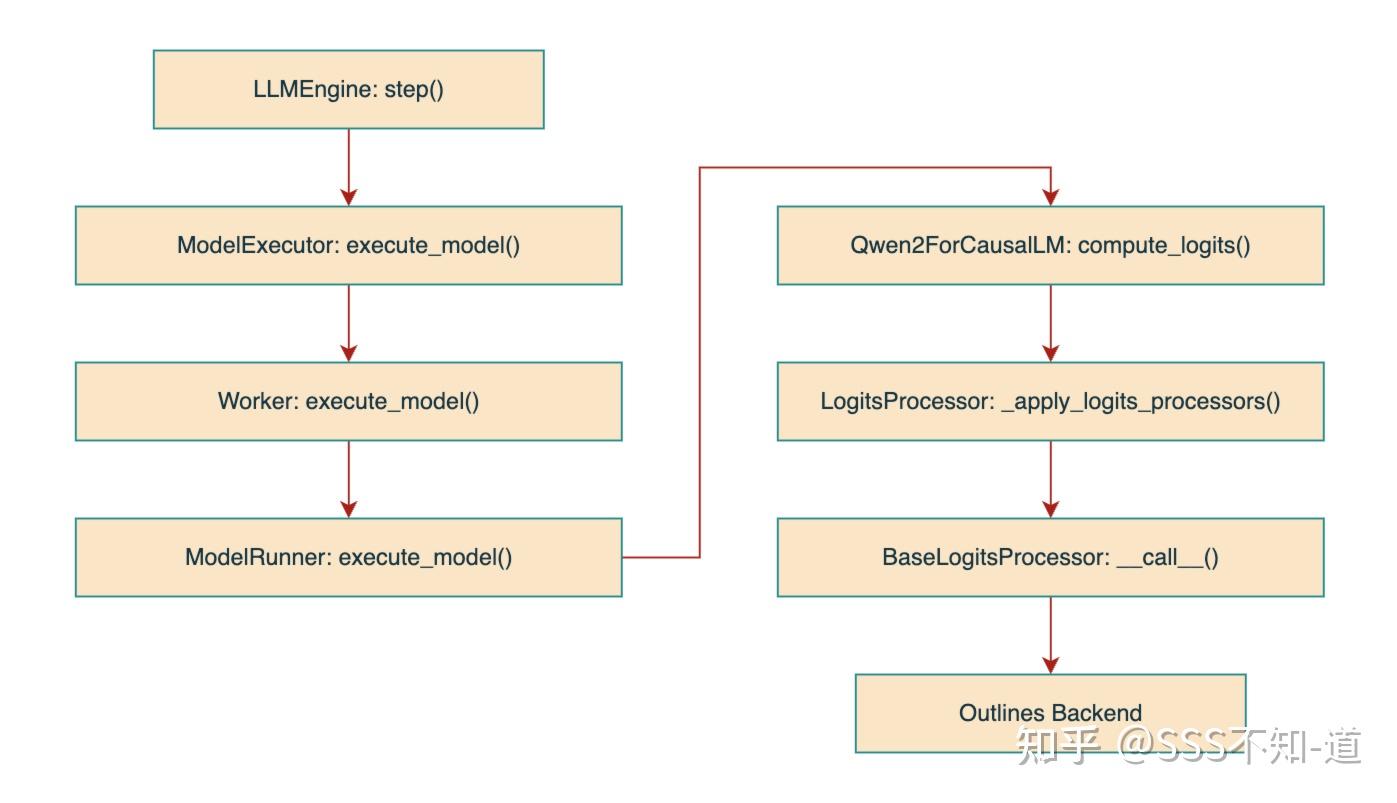 LLMEngine: step()
ModelExecutor: execute_model()
Worker: execute_model()
ModelRunner: execute_model()
Qwen2ForCausalLM: compute_logits()
LogitsProcessor: _apply_logits_processors()
BaseLogitsProcessor: __call__()
Outlines Backend
知乎 @SSS不知-道